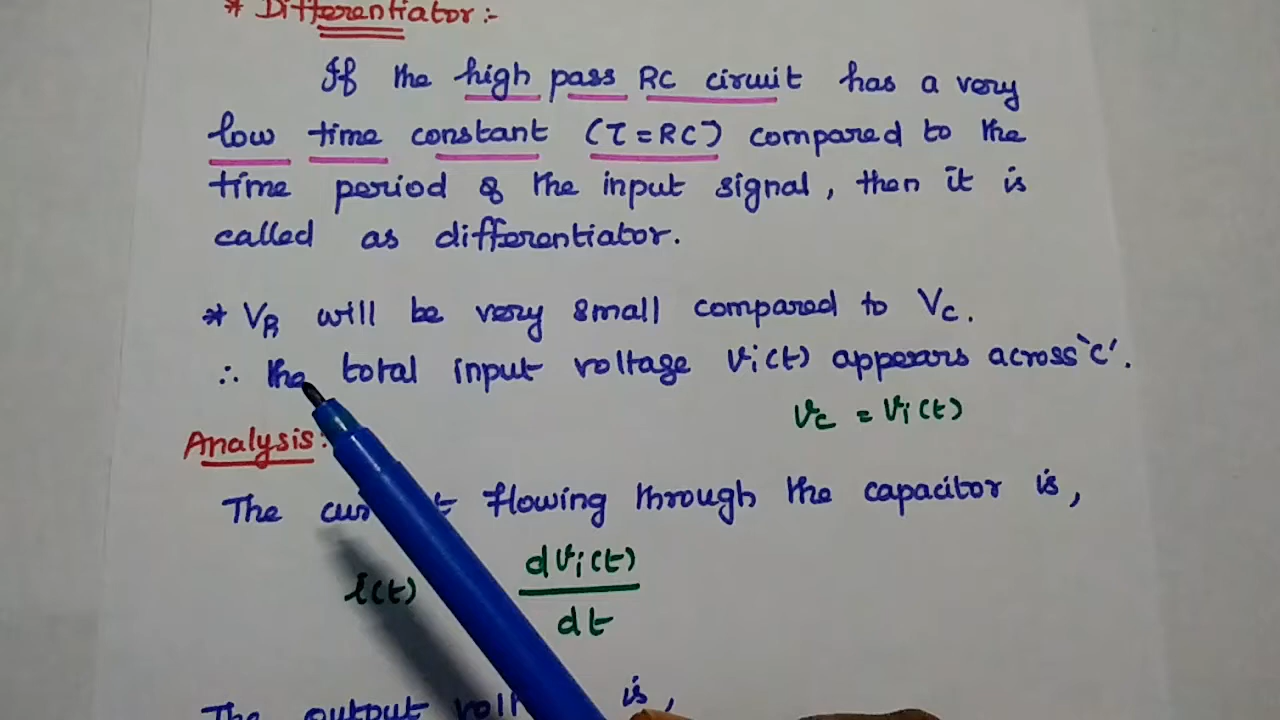 * Differentiator:-
If the high pass RC ciruit has a very
low time constant (τ=RC) compared to the
time period of the input signal, then it is
called as differentiator.
* VR will be very small compared to Vc.
∴ the total input voltage Vi(t) appears across 'c'.
Vc = Vi(t)
Analysis:
The flowing through the capacitor is,
i(t) dVi(t)
dt
The output is,